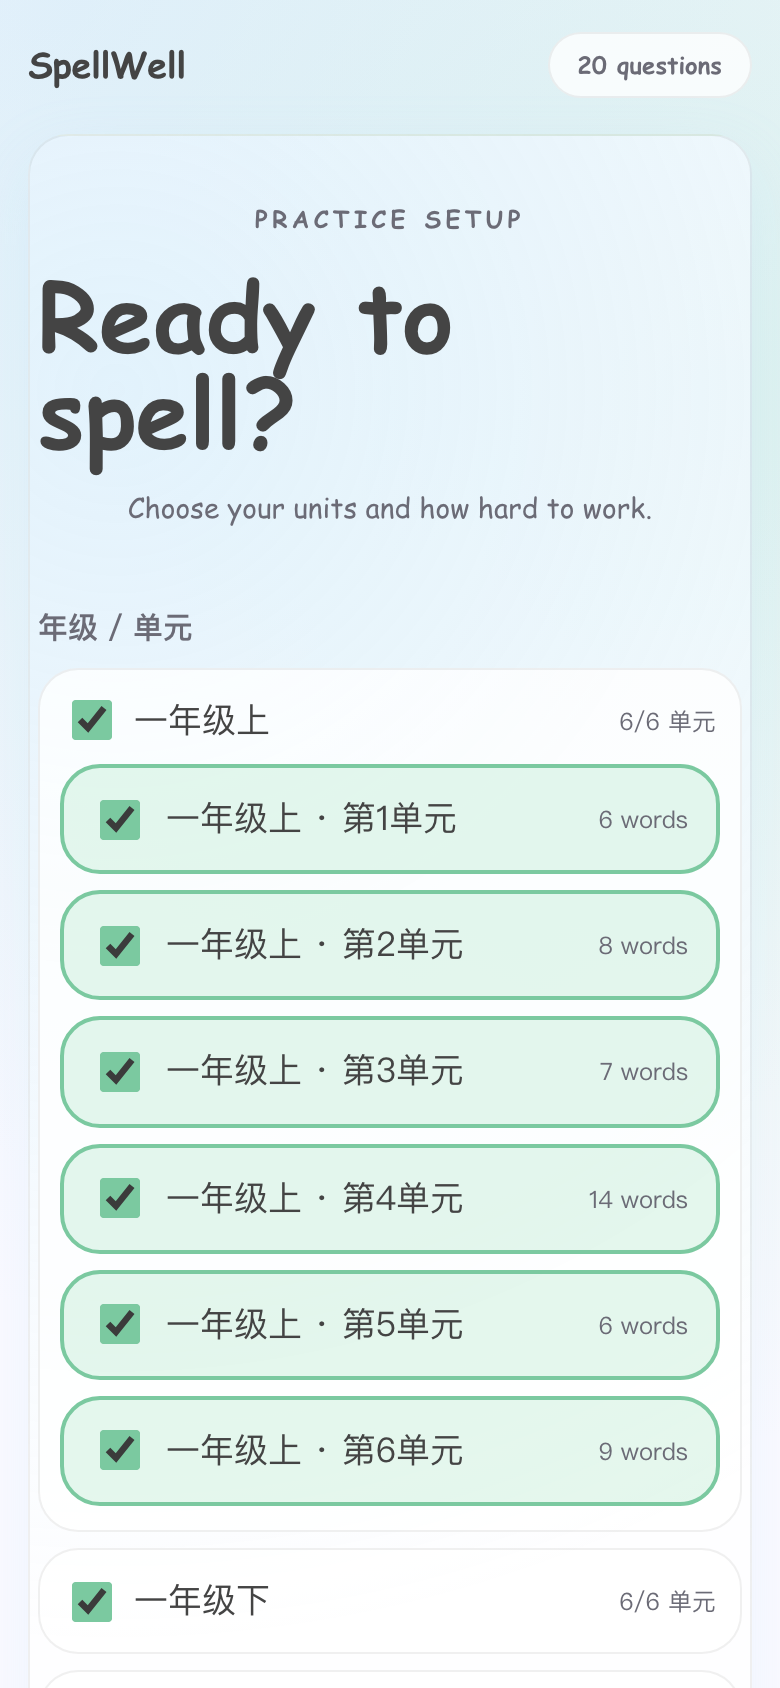 SpellWell
20 questions
PRACTICE SETUP
Ready to
spell?
Choose your units and how hard to work.
年级 / 单元
一年级上
6/6 单元
一年级上 · 第1单元
6 words
一年级上 · 第2单元
8 words
一年级上 · 第3单元
7 words
一年级上 · 第4单元
14 words
一年级上 · 第5单元
6 words
一年级上 · 第6单元
9 words
一年级下
6/6 单元